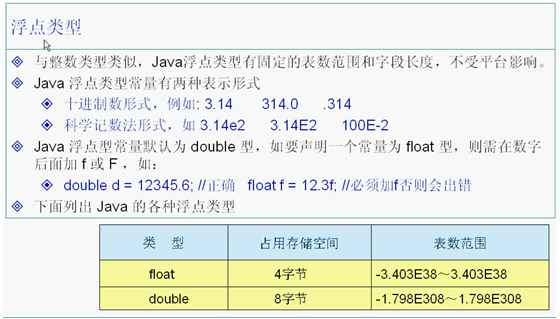 浮点类型
与整数类型类似，Java浮点类型有固定的表数范围和字段长度，不受平台影响。
Java 浮点类型常量有两种表示形式
十进制数形式，例如: 3.14 314.0 .314
科学记数法形式，如 3.14e2 3.14E2 100E-2
Java 浮点型常量默认为 double 型，如要声明一个常量为 float 型，则需在数字
后面加 f 或 F ，如：
double d = 12345.6; //正确 float f = 12.3f; //必须加f否则会出错
下面列出 Java 的各种浮点类型
类 型 占用存储空间 表数范围
float 4字节 -3.403E38～3.403E38
double 8字节 -1.798E308～1.798E308